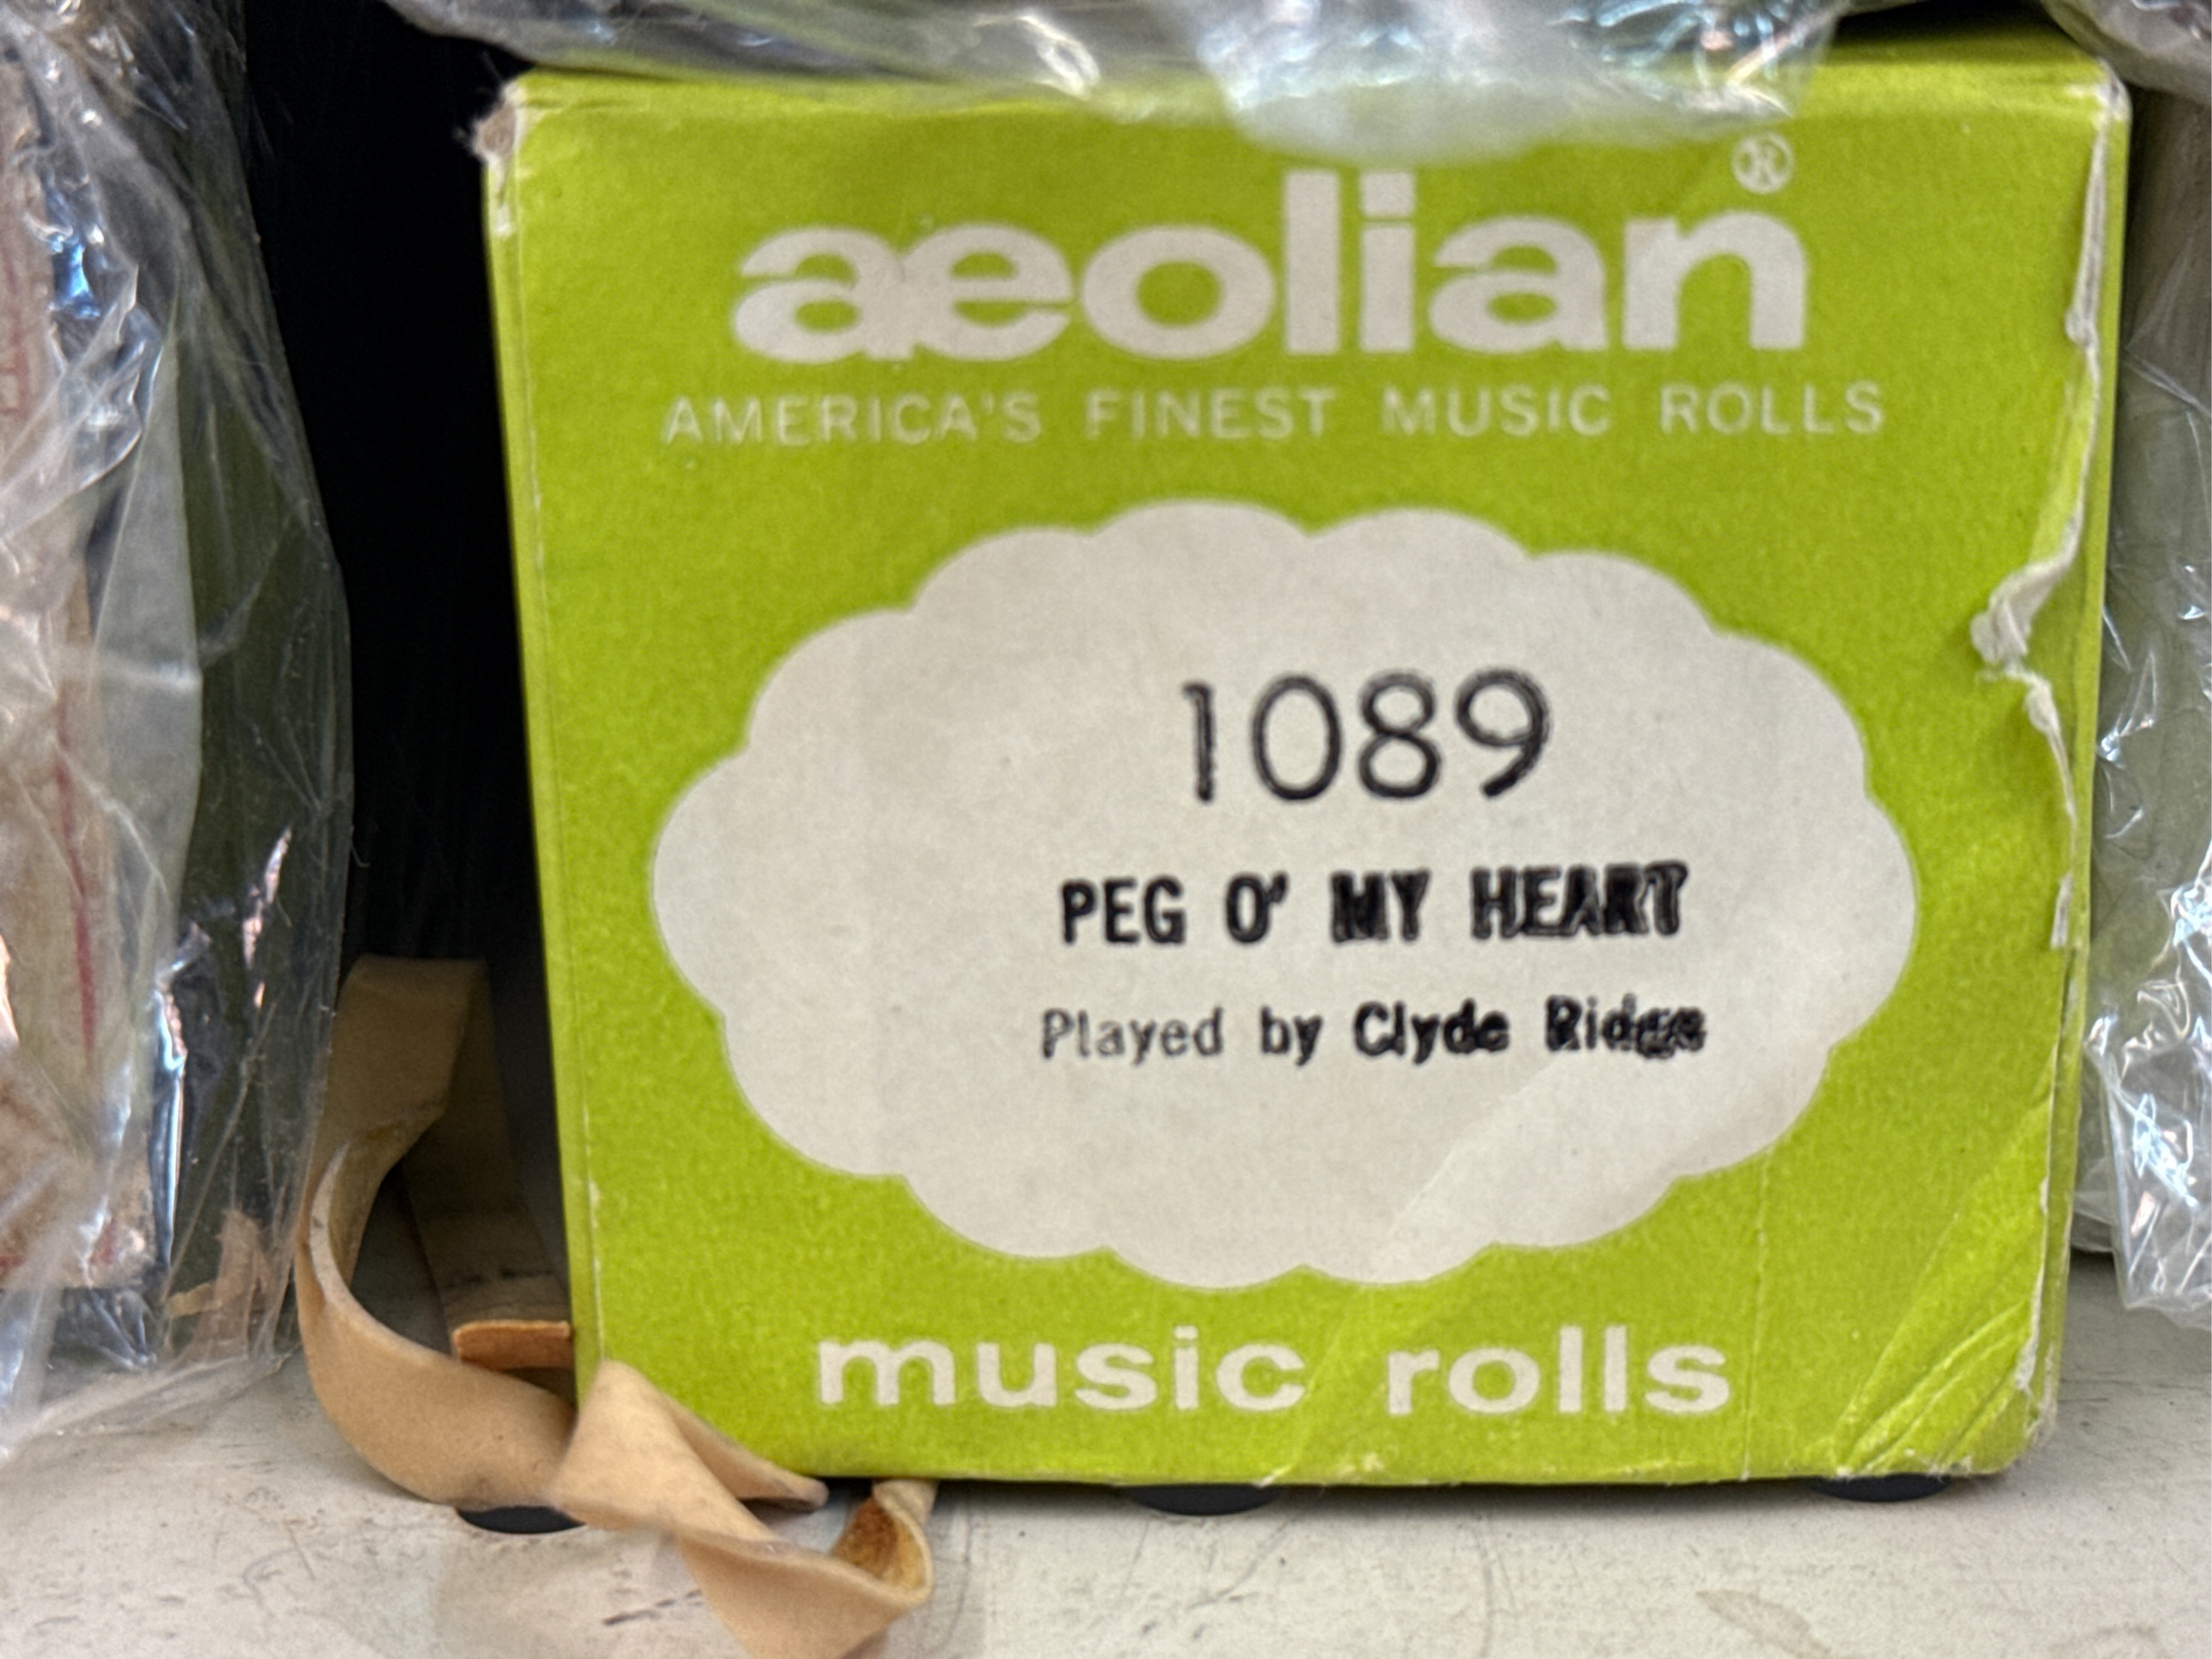 aeolian®
AMERICA'S FINEST MUSIC ROLLS
1089
PEG O' MY HEART
Played by Clyde Ridge
music rolls